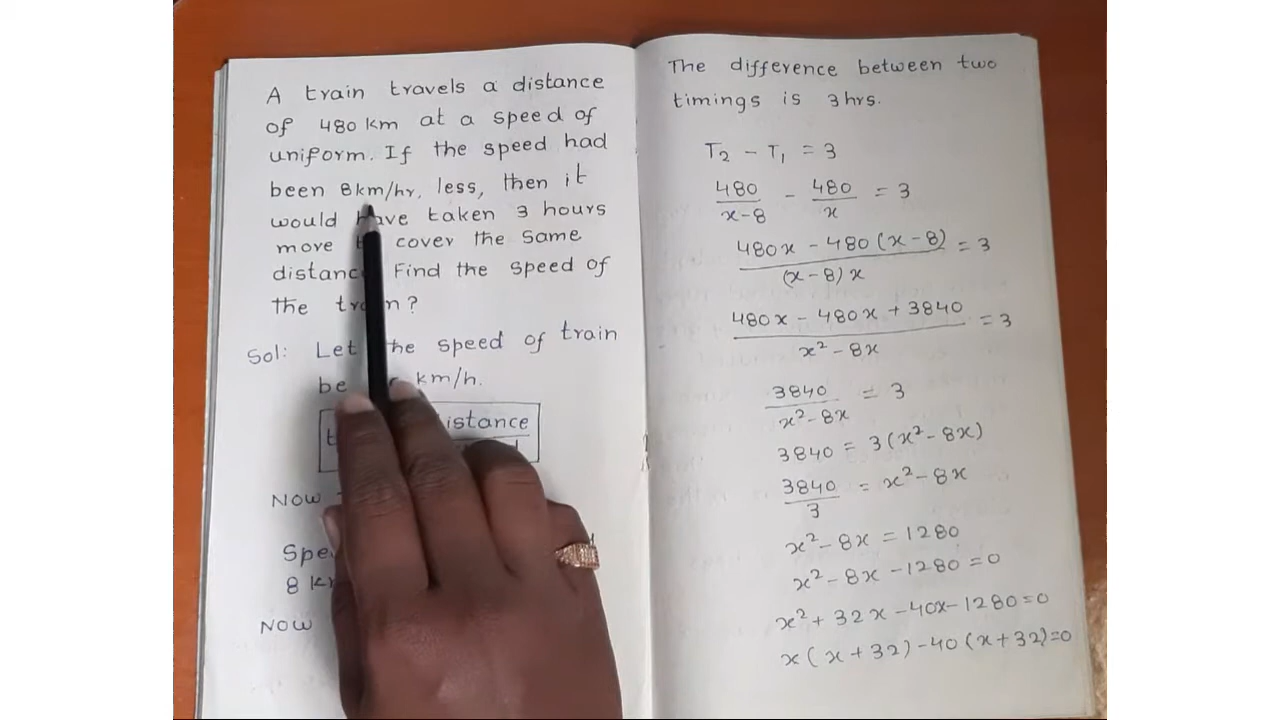 A train travels a distance
of 480 km at a speed of
uniform. If the speed had
been 8km/hr, less, then it
would have taken 3 hours
more cover the same
distanc Find the speed of
the tr n?
Sol: Let he speed of train
be km/h.
t istance
Now
Spe
8 k
Now
The difference between two
timings is 3hrs.
T₂ - T₁ = 3
480/(x-8) - 480/x = 3
(480x - 480(x-8))/((x-8)x) = 3
(480x - 480x + 3840)/(x² - 8x) = 3
3840/(x² - 8x) = 3
3840 = 3(x² - 8x)
3840/3 = x² - 8x
x² - 8x = 1280
x² - 8x - 1280 = 0
x² + 32x - 40x - 1280 = 0
x(x + 32) - 40(x + 32) = 0